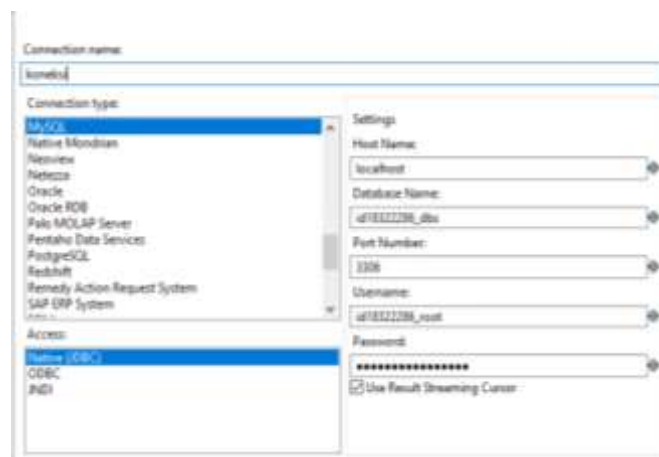 Connection name:
koneksi
Connection type:
MySQL
Native Mondrian
Neoview
Netezza
Oracle
Oracle RDB
Palo MOLAP Server
Pentaho Data Services
PostgreSQL
Redshift
Remedy Action Request System
SAP ERP System
Access:
Native (JDBC)
ODBC
JNDI
Settings
Host Name:
localhost
Database Name:
Port Number:
3306
Username:
Password:
Use Result Streaming Cursor